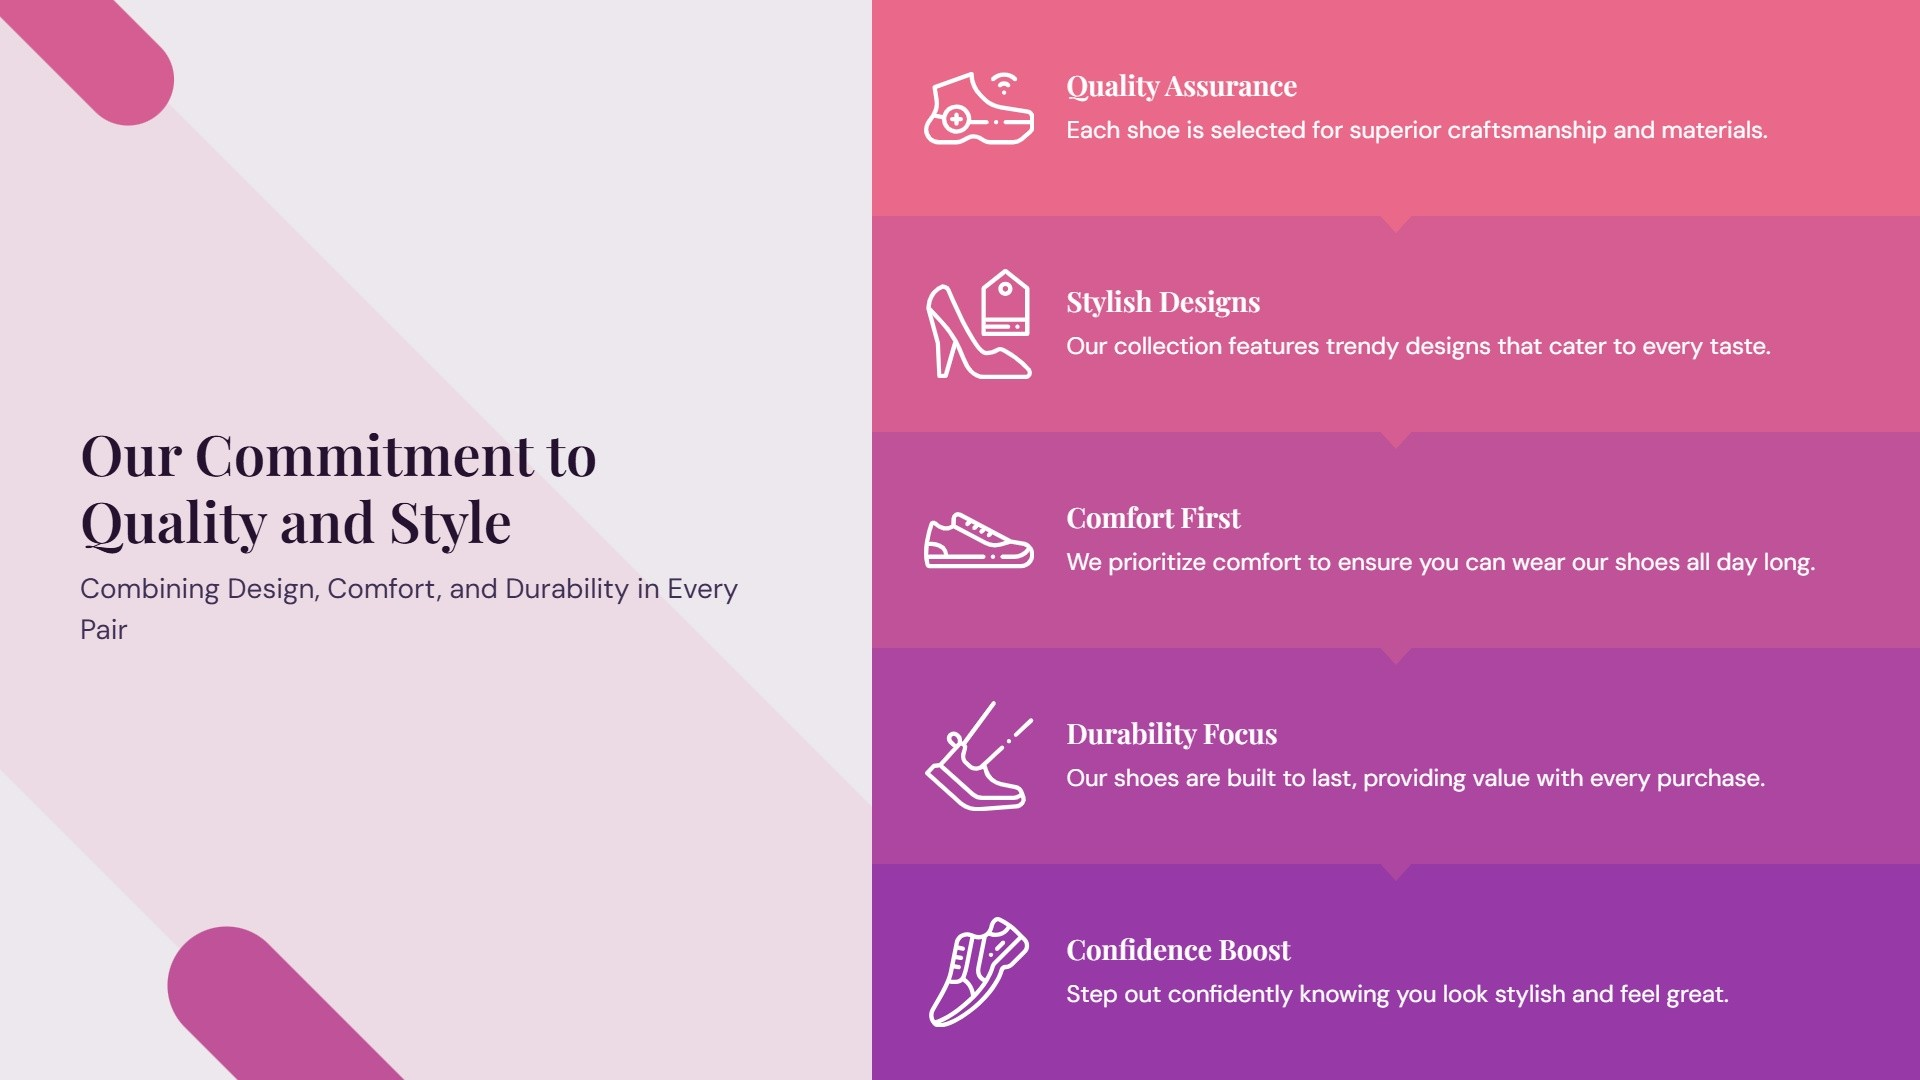 Our Commitment to
Quality and Style
Combining Design, Comfort, and Durability in Every
Pair
Quality Assurance
Each shoe is selected for superior craftsmanship and materials.
Stylish Designs
Our collection features trendy designs that cater to every taste.
Comfort First
We prioritize comfort to ensure you can wear our shoes all day long.
Durability Focus
Our shoes are built to last, providing value with every purchase.
Confidence Boost
Step out confidently knowing you look stylish and feel great.